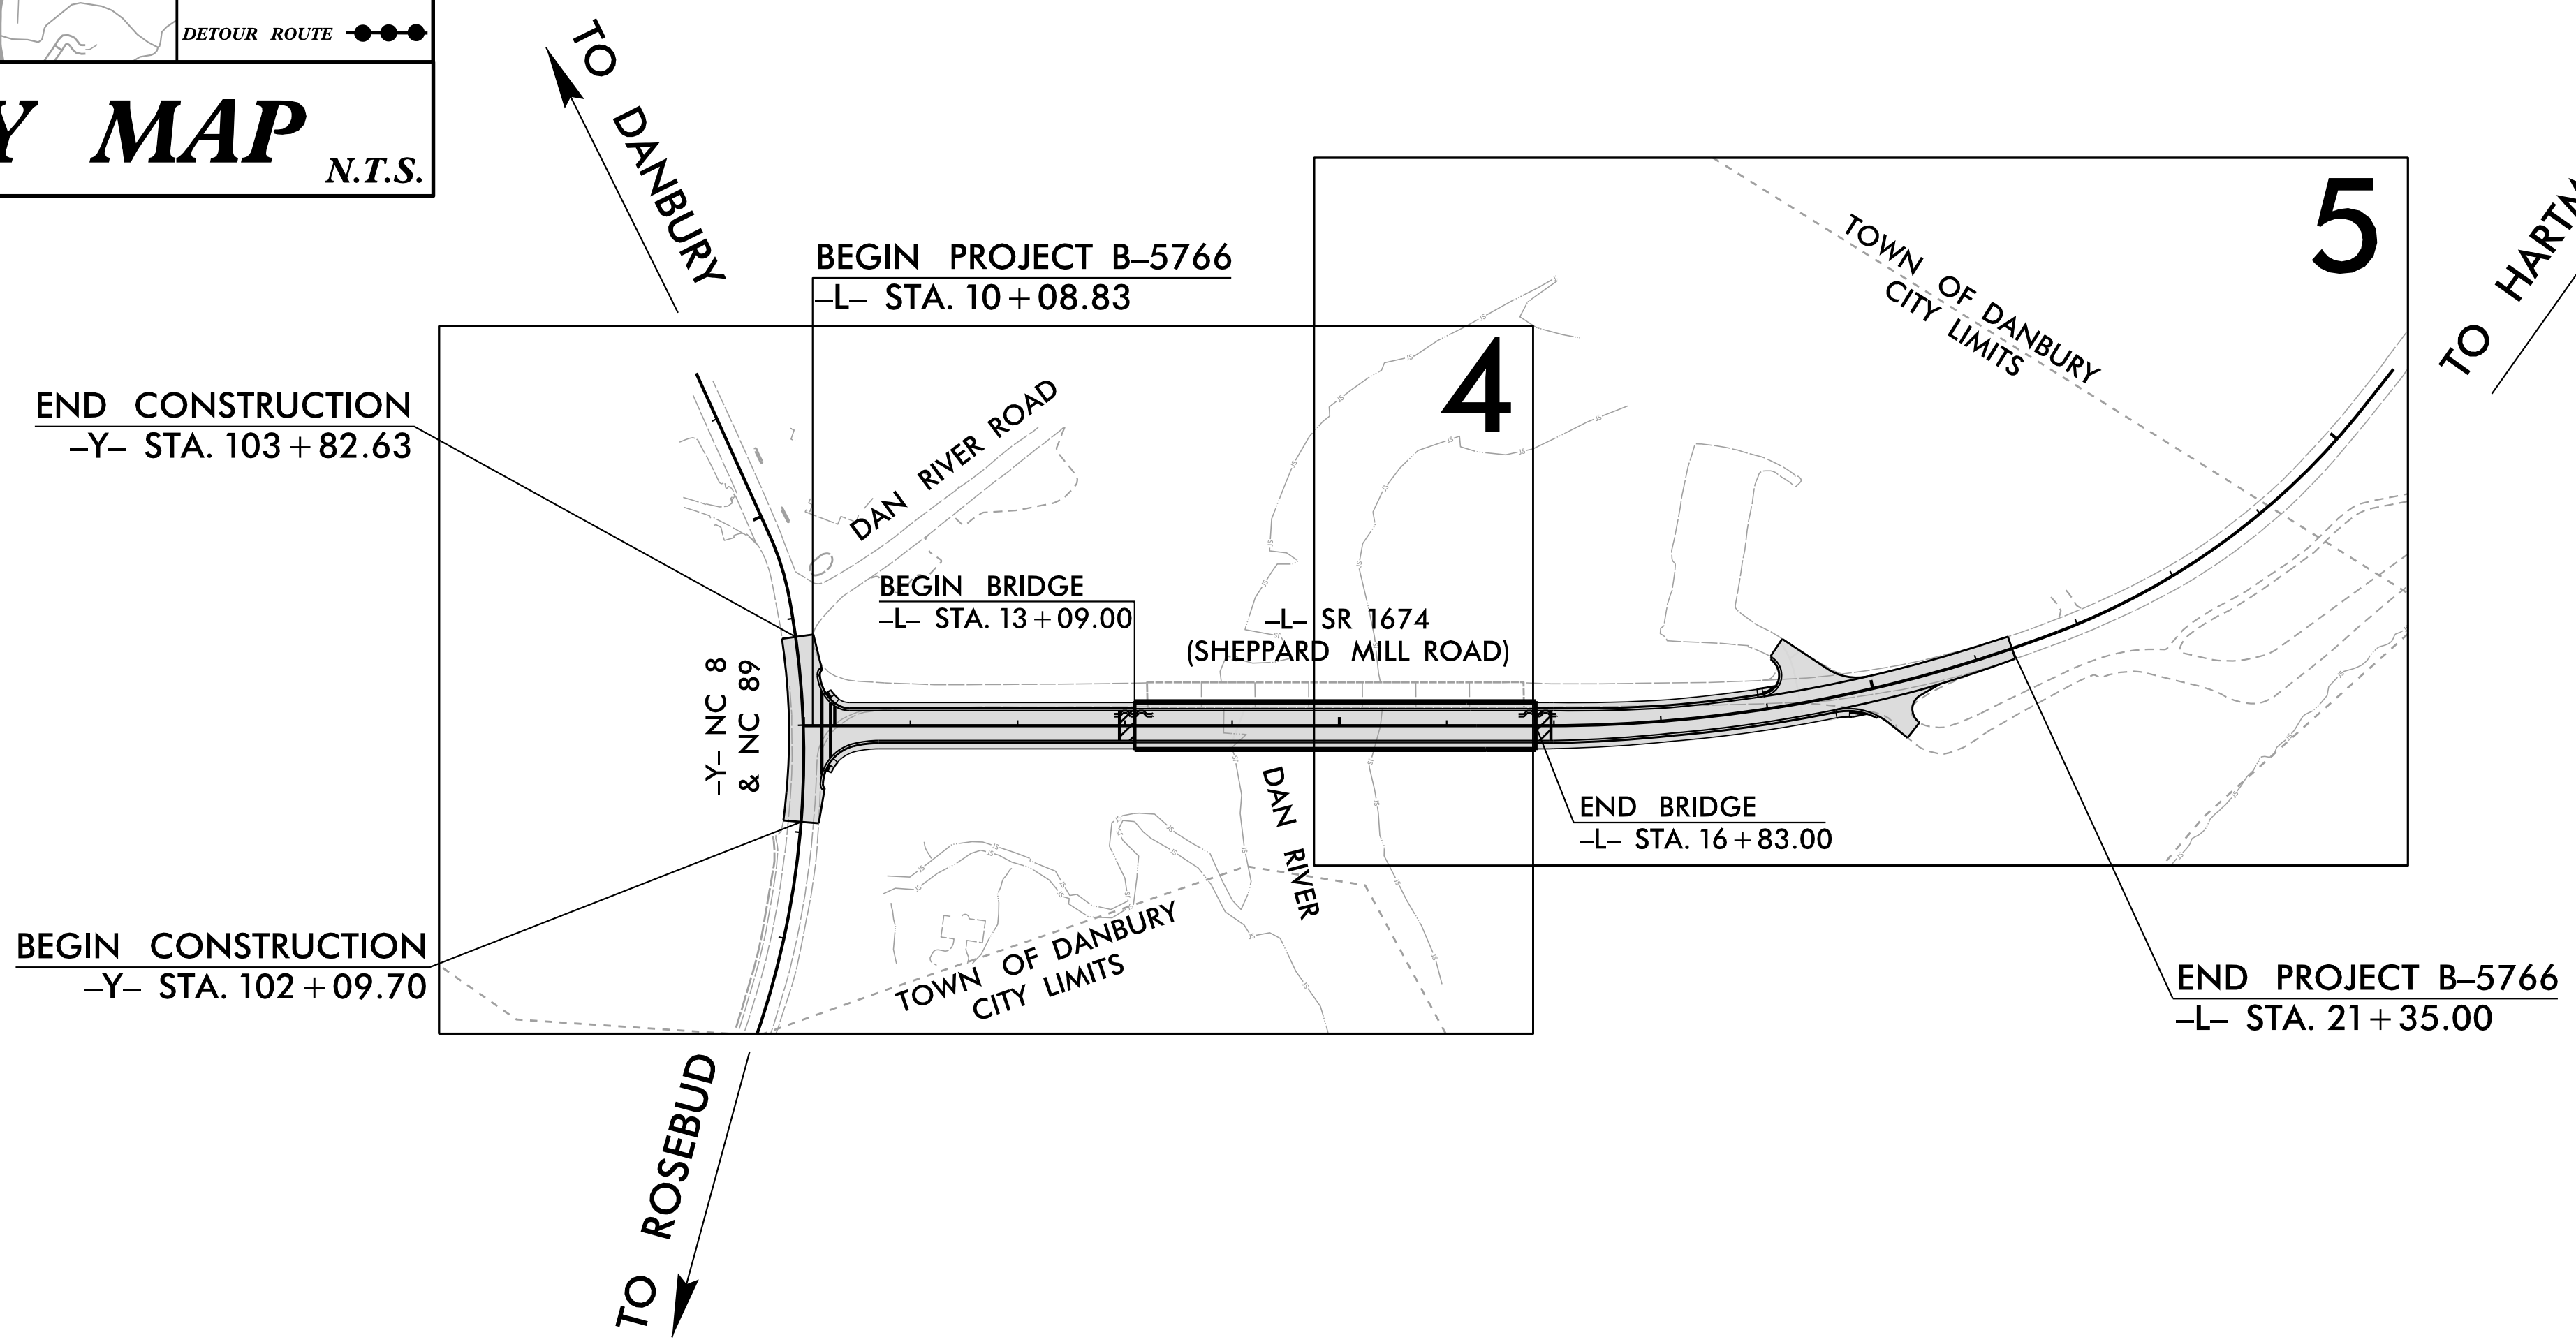 DETOUR ROUTE
MAP
N.T.S.
TO DANBURY
BEGIN PROJECT B–5766
–L– STA. 10+08.83
5
TOWN OF DANBURY
CITY LIMITS
TO
4
END CONSTRUCTION
–Y– STA. 103+82.63
DAN RIVER ROAD
BEGIN BRIDGE
–L– STA. 13+09.00
–L– SR 1674
(SHEPPARD MILL ROAD)
–Y– NC 8
& NC 89
DAN RIVER
END BRIDGE
–L– STA. 16+83.00
BEGIN CONSTRUCTION
–Y– STA. 102+09.70
TOWN OF DANBURY
CITY LIMITS
END PROJECT B–5766
–L– STA. 21+35.00
TO ROSEBUD